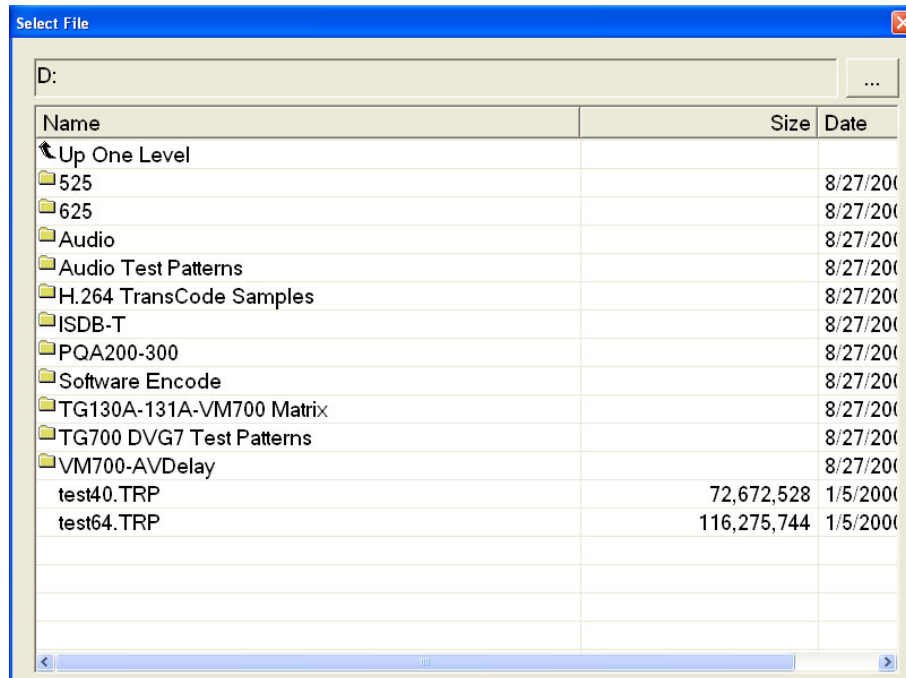 Select File
D:
...
Name Size Date
Up One Level
525 8/27/200
625 8/27/200
Audio 8/27/200
Audio Test Patterns 8/27/200
H.264 TransCode Samples 8/27/200
ISDB-T 8/27/200
PQA200-300 8/27/200
Software Encode 8/27/200
TG130A-131A-VM700 Matrix 8/27/200
TG700 DVG7 Test Patterns 8/27/200
VM700-AVDelay 8/27/200
test40.TRP 72,672,528 1/5/2000
test64.TRP 116,275,744 1/5/2000